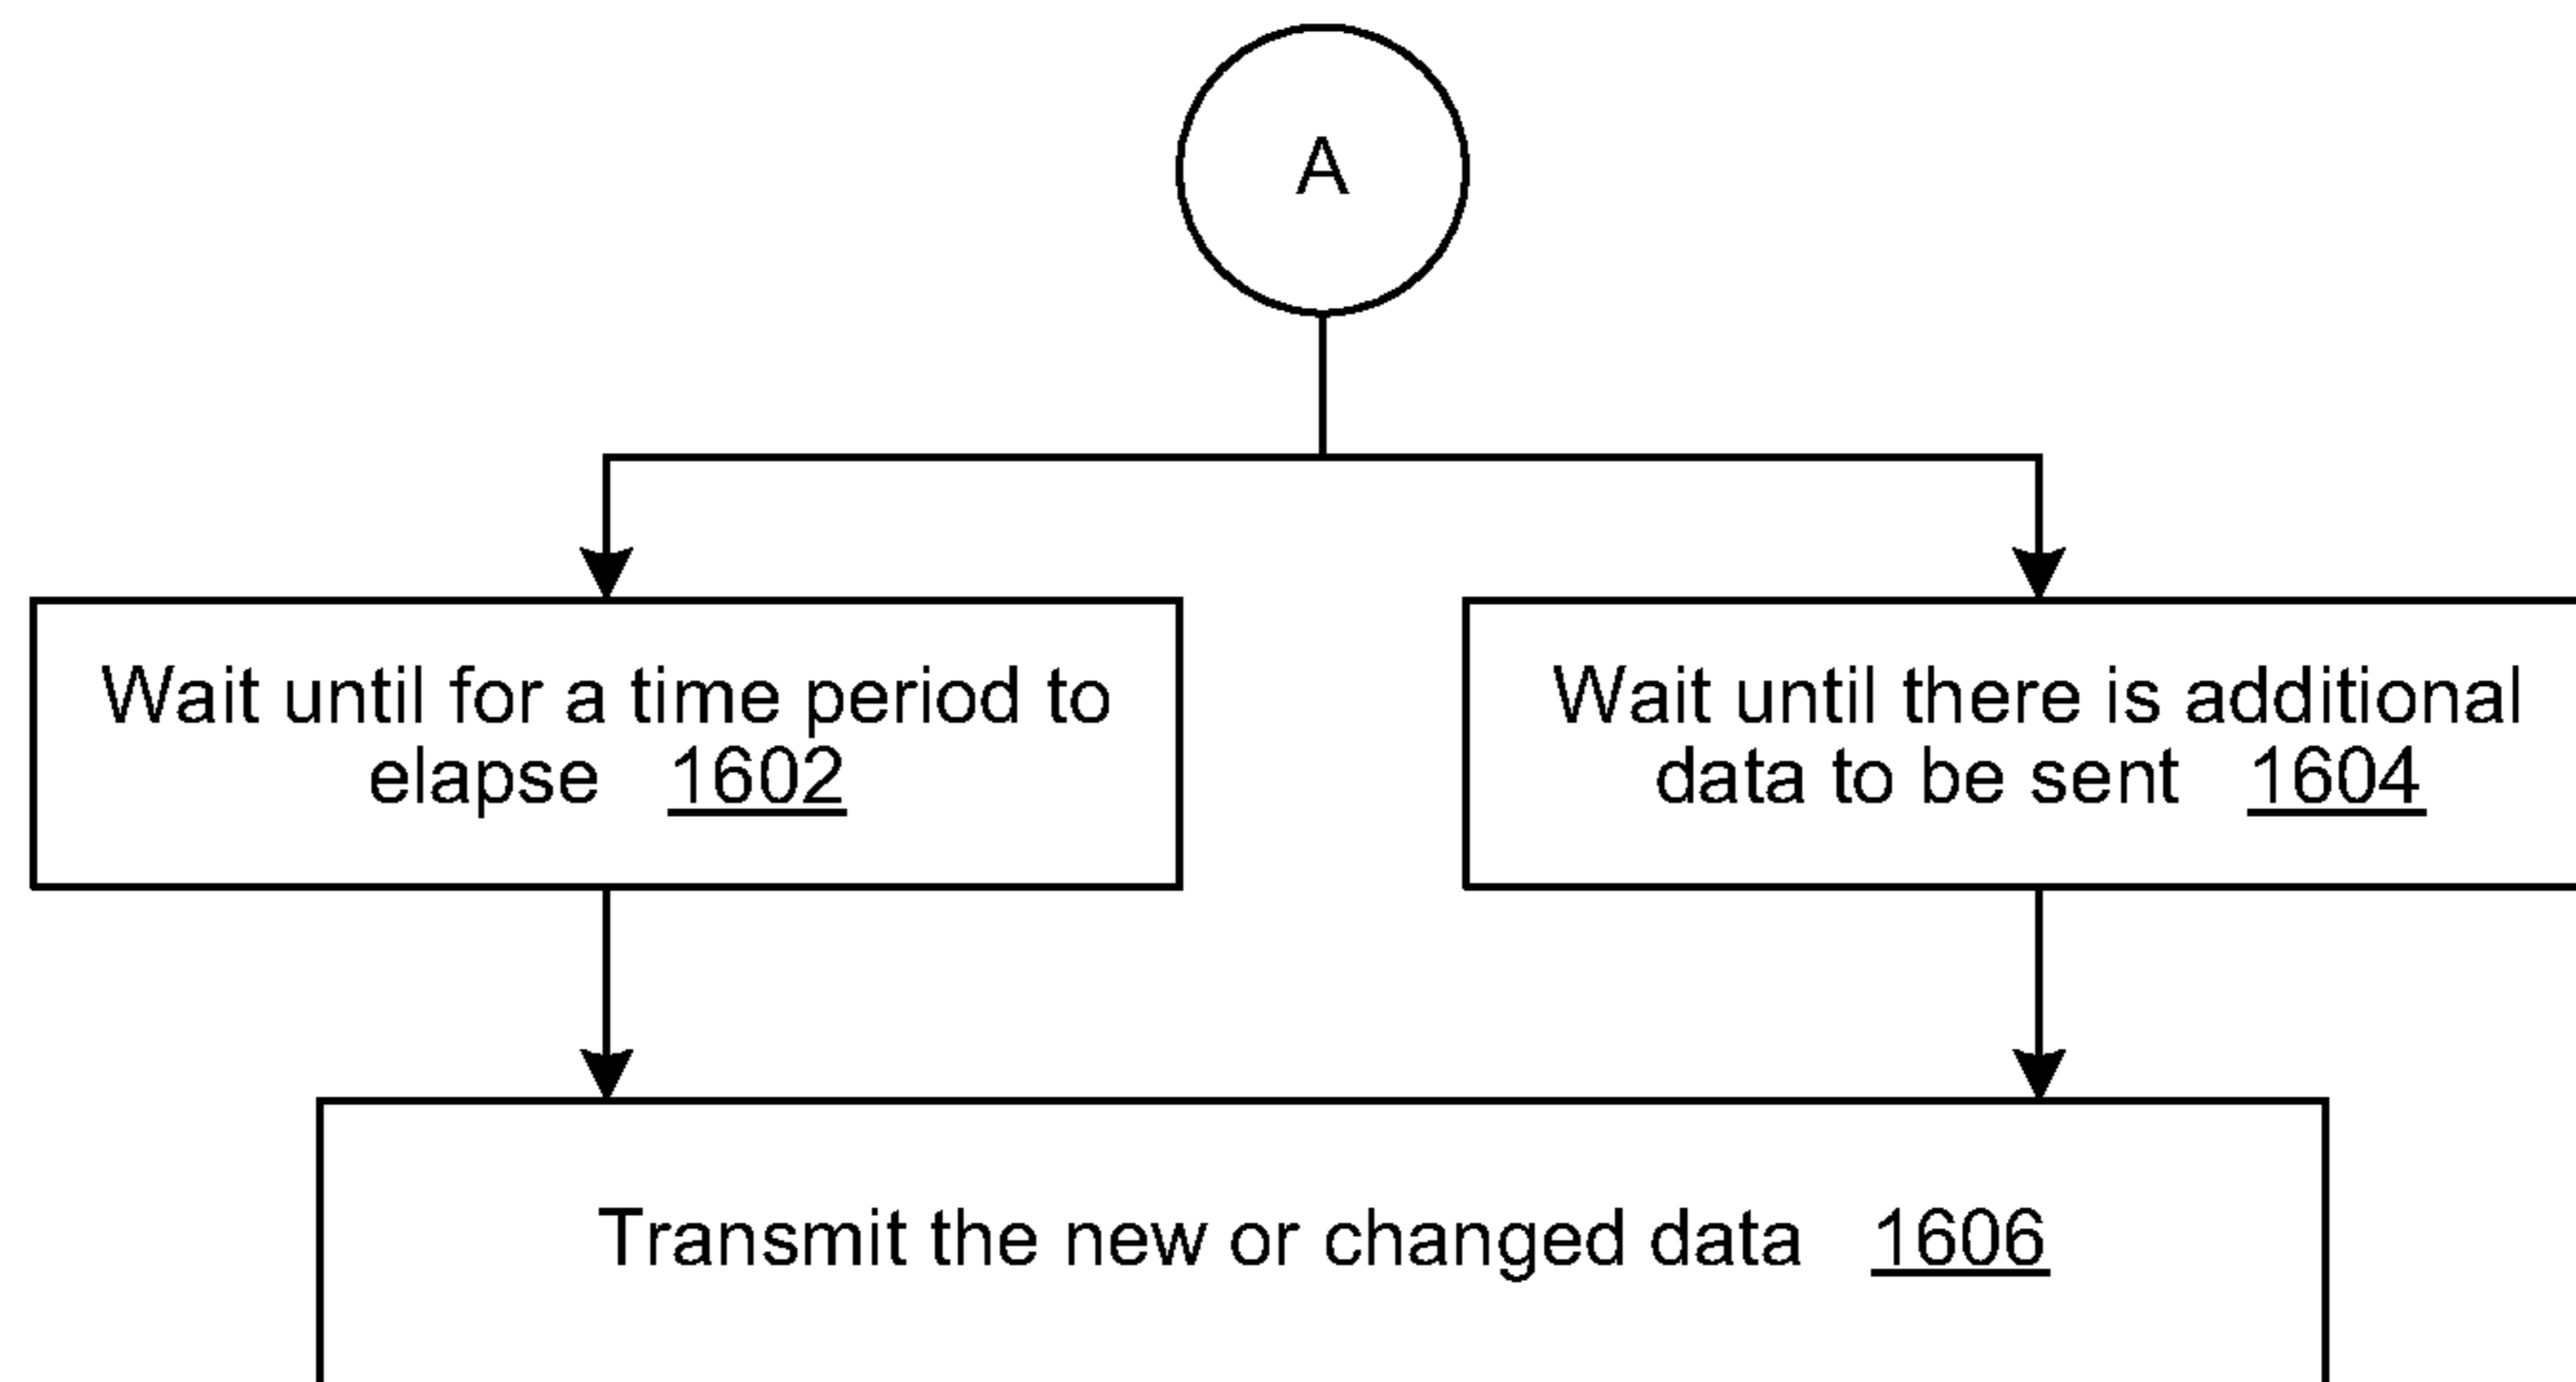 A
Wait until for a time period to
elapse 1602
Wait until there is additional
data to be sent 1604
Transmit the new or changed data 1606